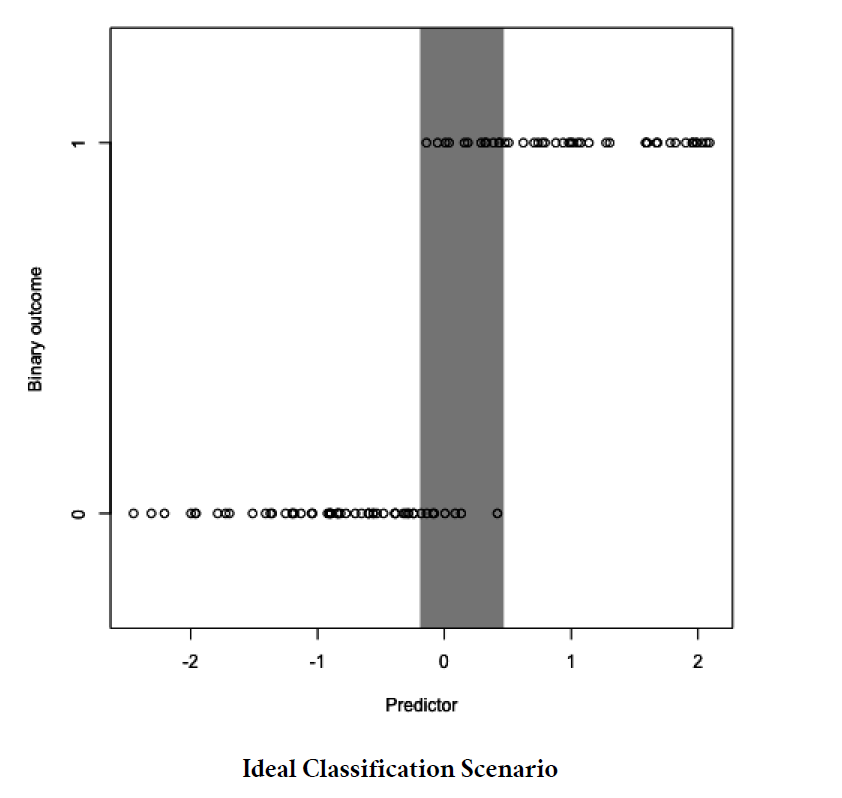 1
Binary outcome
0
-2 -1 0 1 2
Predictor
Ideal Classification Scenario